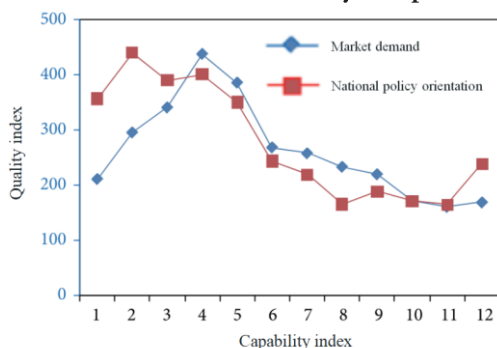 500
400
300
200
100
0
Quality index
Market demand
National policy orientation
1 2 3 4 5 6 7 8 9 10 11 12
Capability index